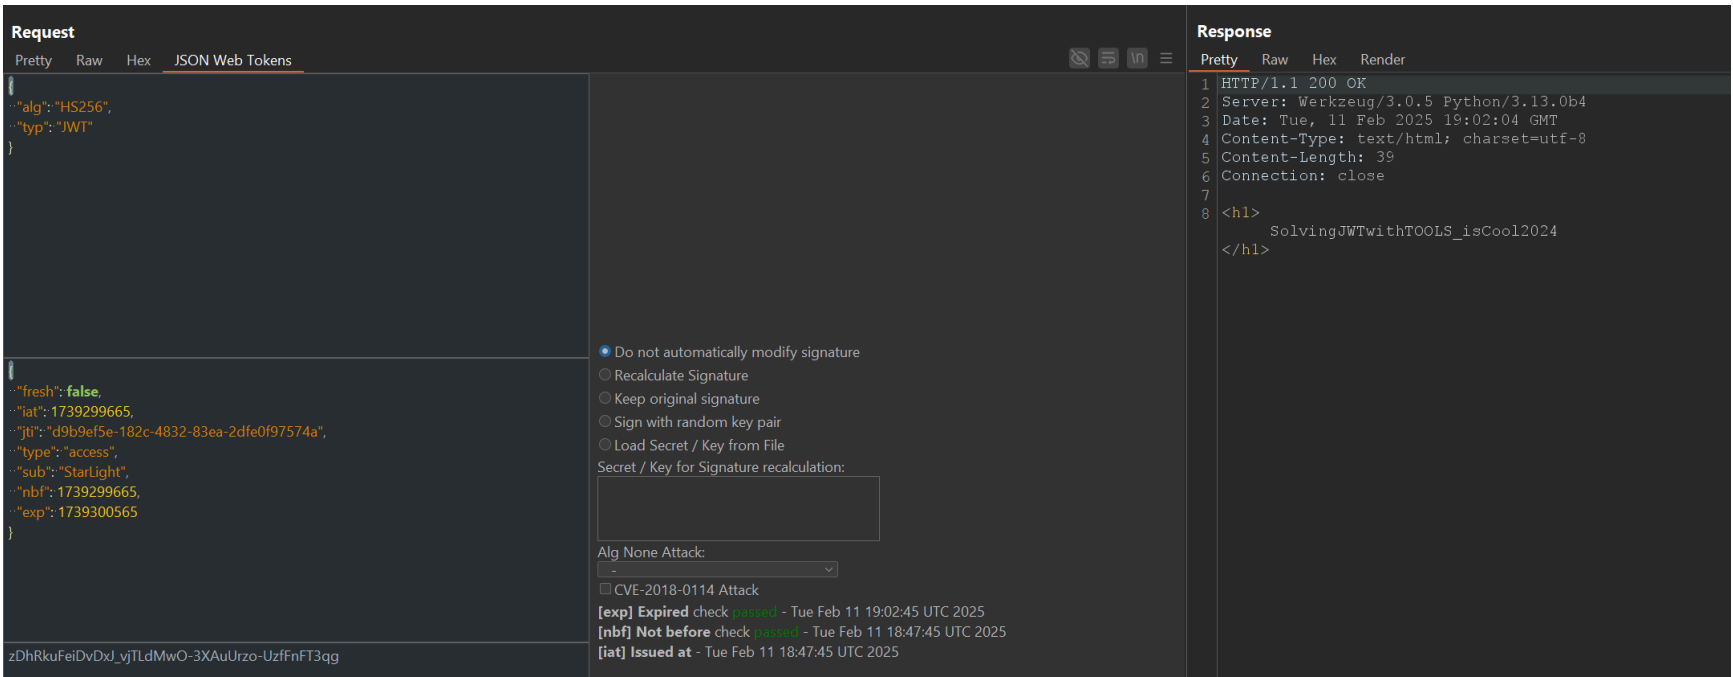 Request
Pretty Raw Hex JSON Web Tokens
\n
{
"alg": "HS256",
"typ": "JWT"
}
{
"fresh": false,
"iat": 1739299665,
"jti": "d9b9ef5e-182c-4832-83ea-2dfe0f97574a",
"type": "access",
"sub": "StarLight",
"nbf": 1739299665,
"exp": 1739300565
}
zDhRkuFeiDvDxJ_vjTLdMwO-3XAuUrzo-UzfFnFT3qg
Do not automatically modify signature
Recalculate Signature
Keep original signature
Sign with random key pair
Load Secret / Key from File
Secret / Key for Signature recalculation:
Alg None Attack:
-
CVE-2018-0114 Attack
[exp] Expired check passed - Tue Feb 11 19:02:45 UTC 2025
[nbf] Not before check passed - Tue Feb 11 18:47:45 UTC 2025
[iat] Issued at - Tue Feb 11 18:47:45 UTC 2025
Response
Pretty Raw Hex Render
1 HTTP/1.1 200 OK
2 Server: Werkzeug/3.0.5 Python/3.13.0b4
3 Date: Tue, 11 Feb 2025 19:02:04 GMT
4 Content-Type: text/html; charset=utf-8
5 Content-Length: 39
6 Connection: close
7
8 <h1>
SolvingJWTwithTOOLS_isCool2024
</h1>